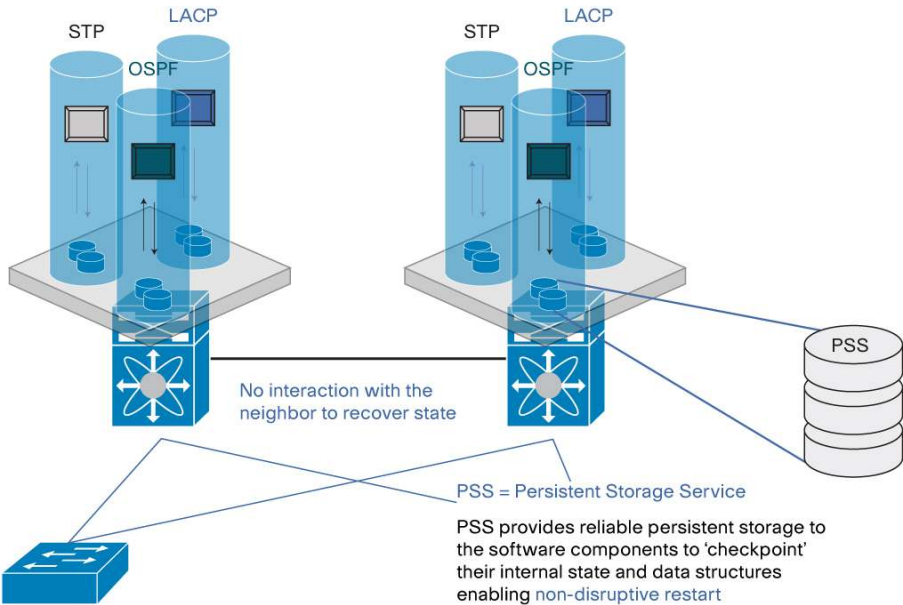 LACP
STP
OSPF
LACP
STP
OSPF
PSS
No interaction with the
neighbor to recover state
PSS = Persistent Storage Service
PSS provides reliable persistent storage to
the software components to ‘checkpoint’
their internal state and data structures
enabling non-disruptive restart